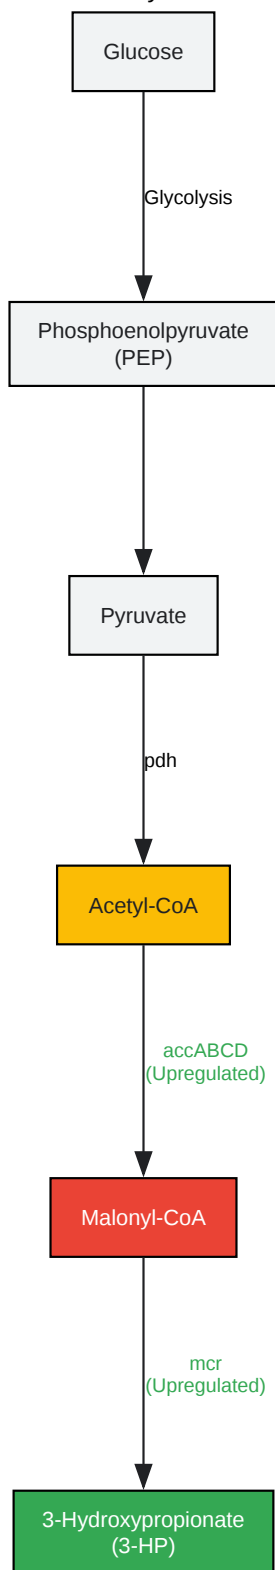 Glucose
Glycolysis
Phosphoenolpyruvate
(PEP)
Pyruvate
pdh
Acetyl-CoA
accABCD
(Upregulated)
Malonyl-CoA
mcr
(Upregulated)
3-Hydroxypropionate
(3-HP)